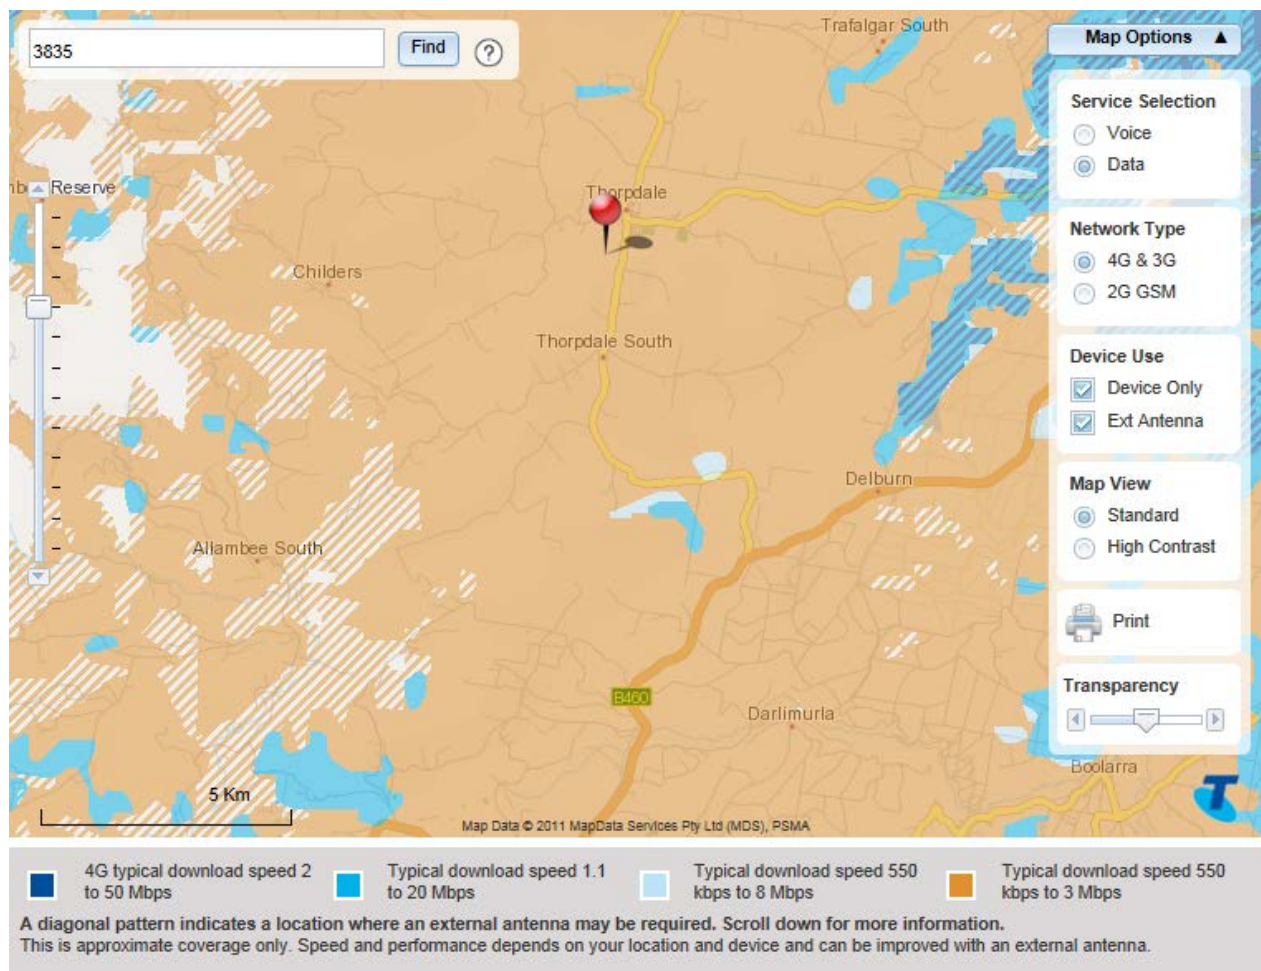 3835
Find
?
Trafalgar South
Map Options ▲
Service Selection
Voice
Data
Reserve
Thorpdale
Network Type
4G & 3G
2G GSM
Childers
Thorpdale South
Device Use
Device Only
Ext Antenna
Delburn
Map View
Standard
High Contrast
Allambee South
Print
B460
Transparency
Darlimurla
Boolarra
5 Km
T
Map Data © 2011 MapData Services Pty Ltd (MDS), PSMA
4G typical download speed 2
to 50 Mbps
Typical download speed 1.1
to 20 Mbps
Typical download speed 550
kbps to 8 Mbps
Typical download speed 550
kbps to 3 Mbps
A diagonal pattern indicates a location where an external antenna may be required. Scroll down for more information.
This is approximate coverage only. Speed and performance depends on your location and device and can be improved with an external antenna.